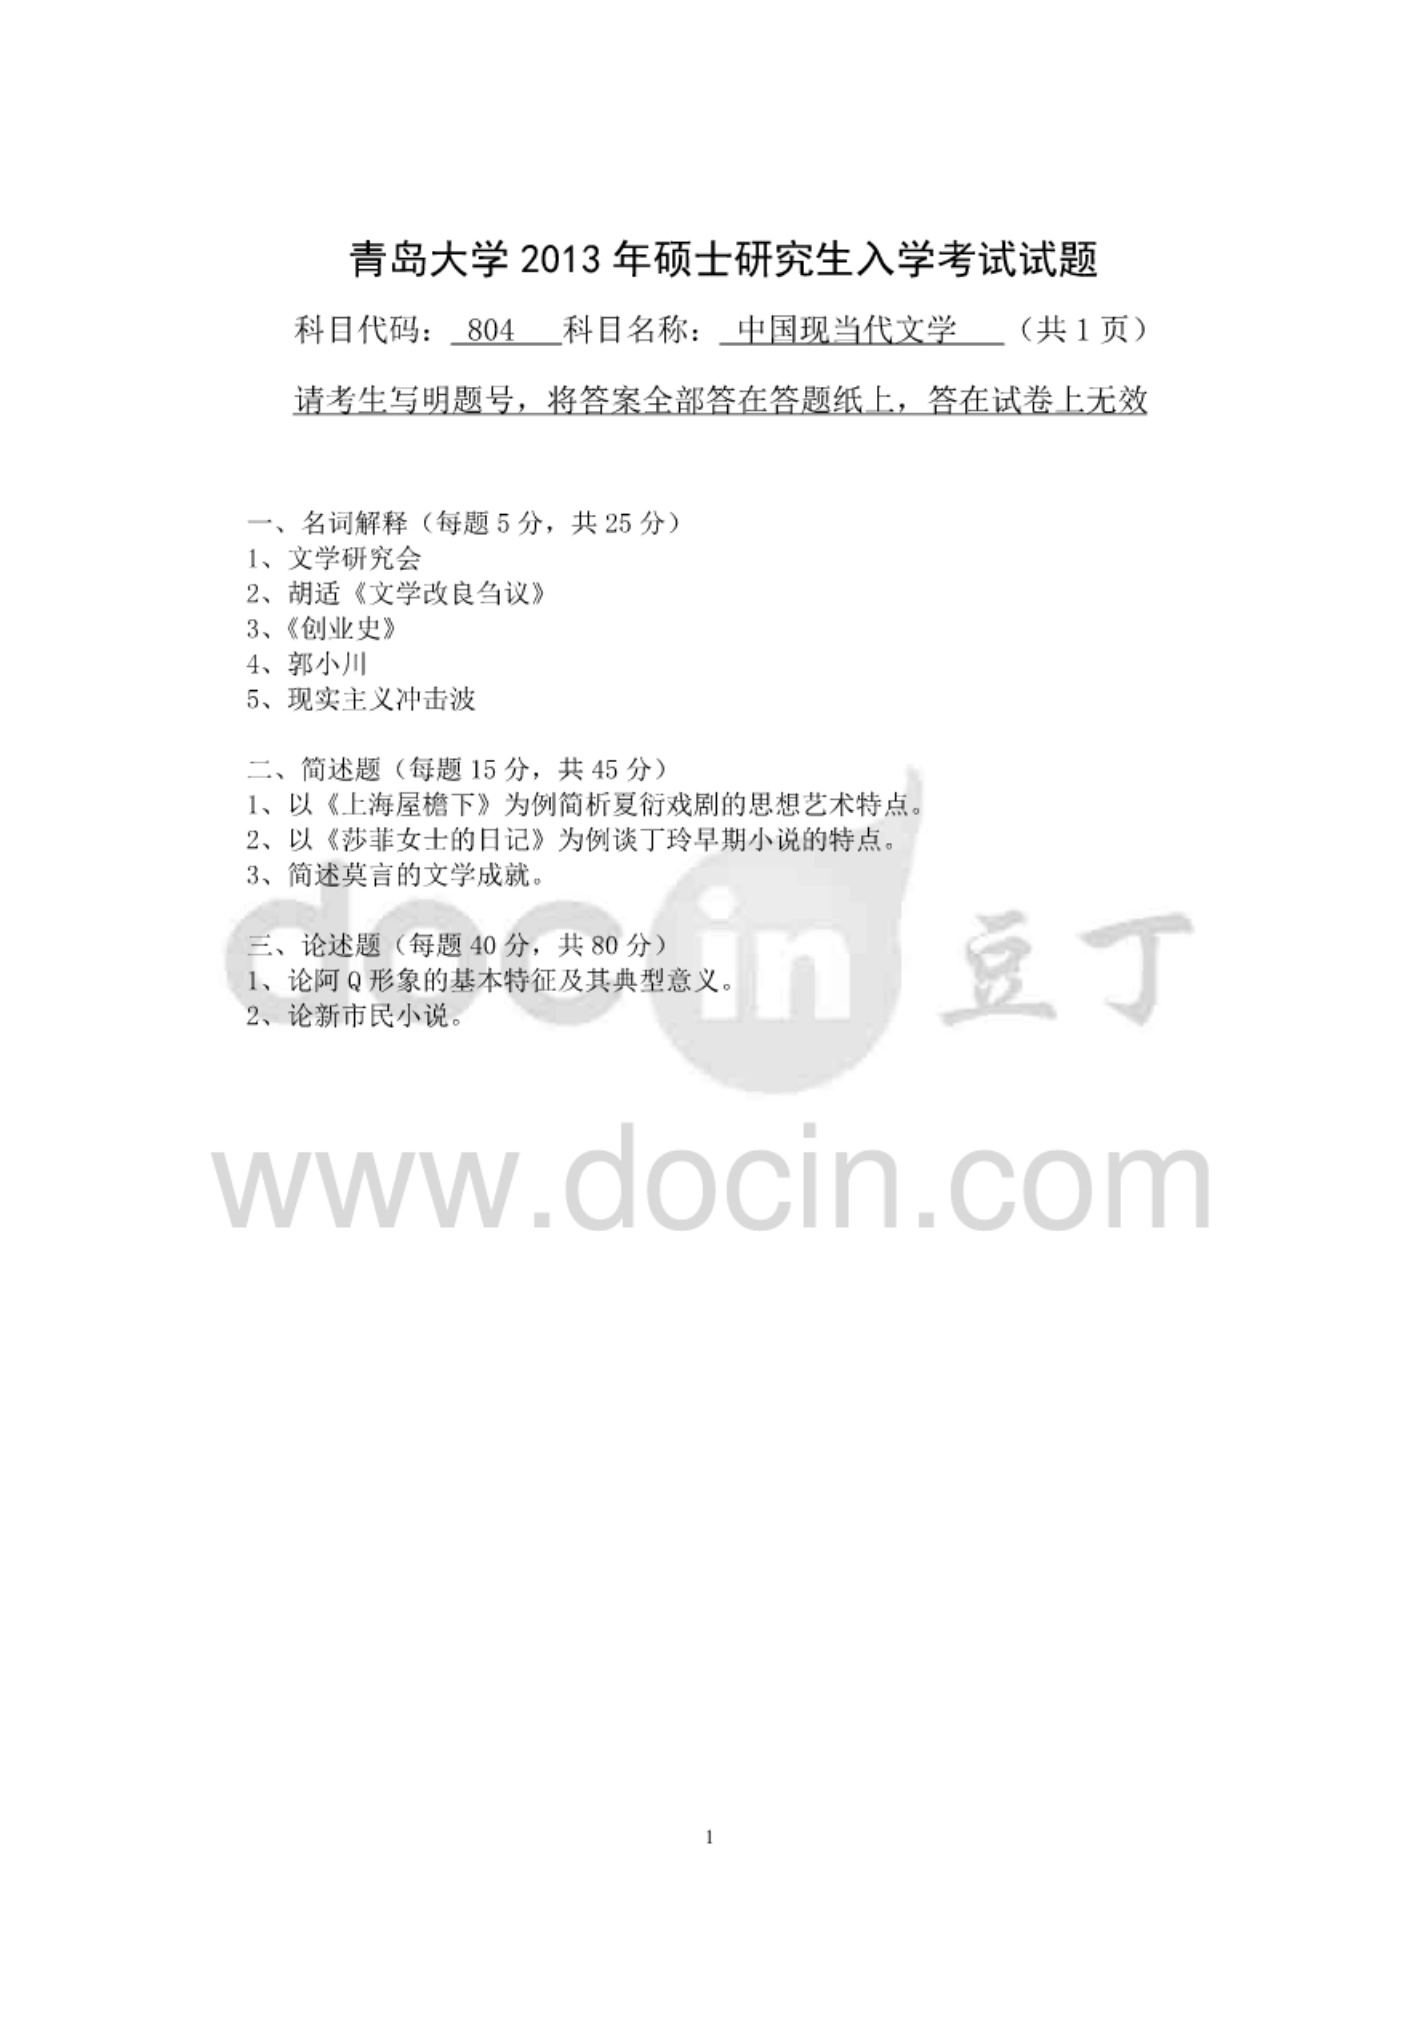 青岛大学 2013 年硕士研究生入学考试试题
科目代码： 804 科目名称： 中国现当代文学 （共 1 页）
请考生写明题号，将答案全部答在答题纸上，答在试卷上无效
一、名词解释（每题 5 分，共 25 分）
1、文学研究会
2、胡适《文学改良刍议》
3、《创业史》
4、郭小川
5、现实主义冲击波
二、简述题（每题 15 分，共 45 分）
1、以《上海屋檐下》为例简析夏衍戏剧的思想艺术特点。
2、以《莎菲女士的日记》为例谈丁玲早期小说的特点。
3、简述莫言的文学成就。
三、论述题（每题 40 分，共 80 分）
1、论阿 Q 形象的基本特征及其典型意义。
2、论新市民小说。
docin 豆丁
www.docin.com
1